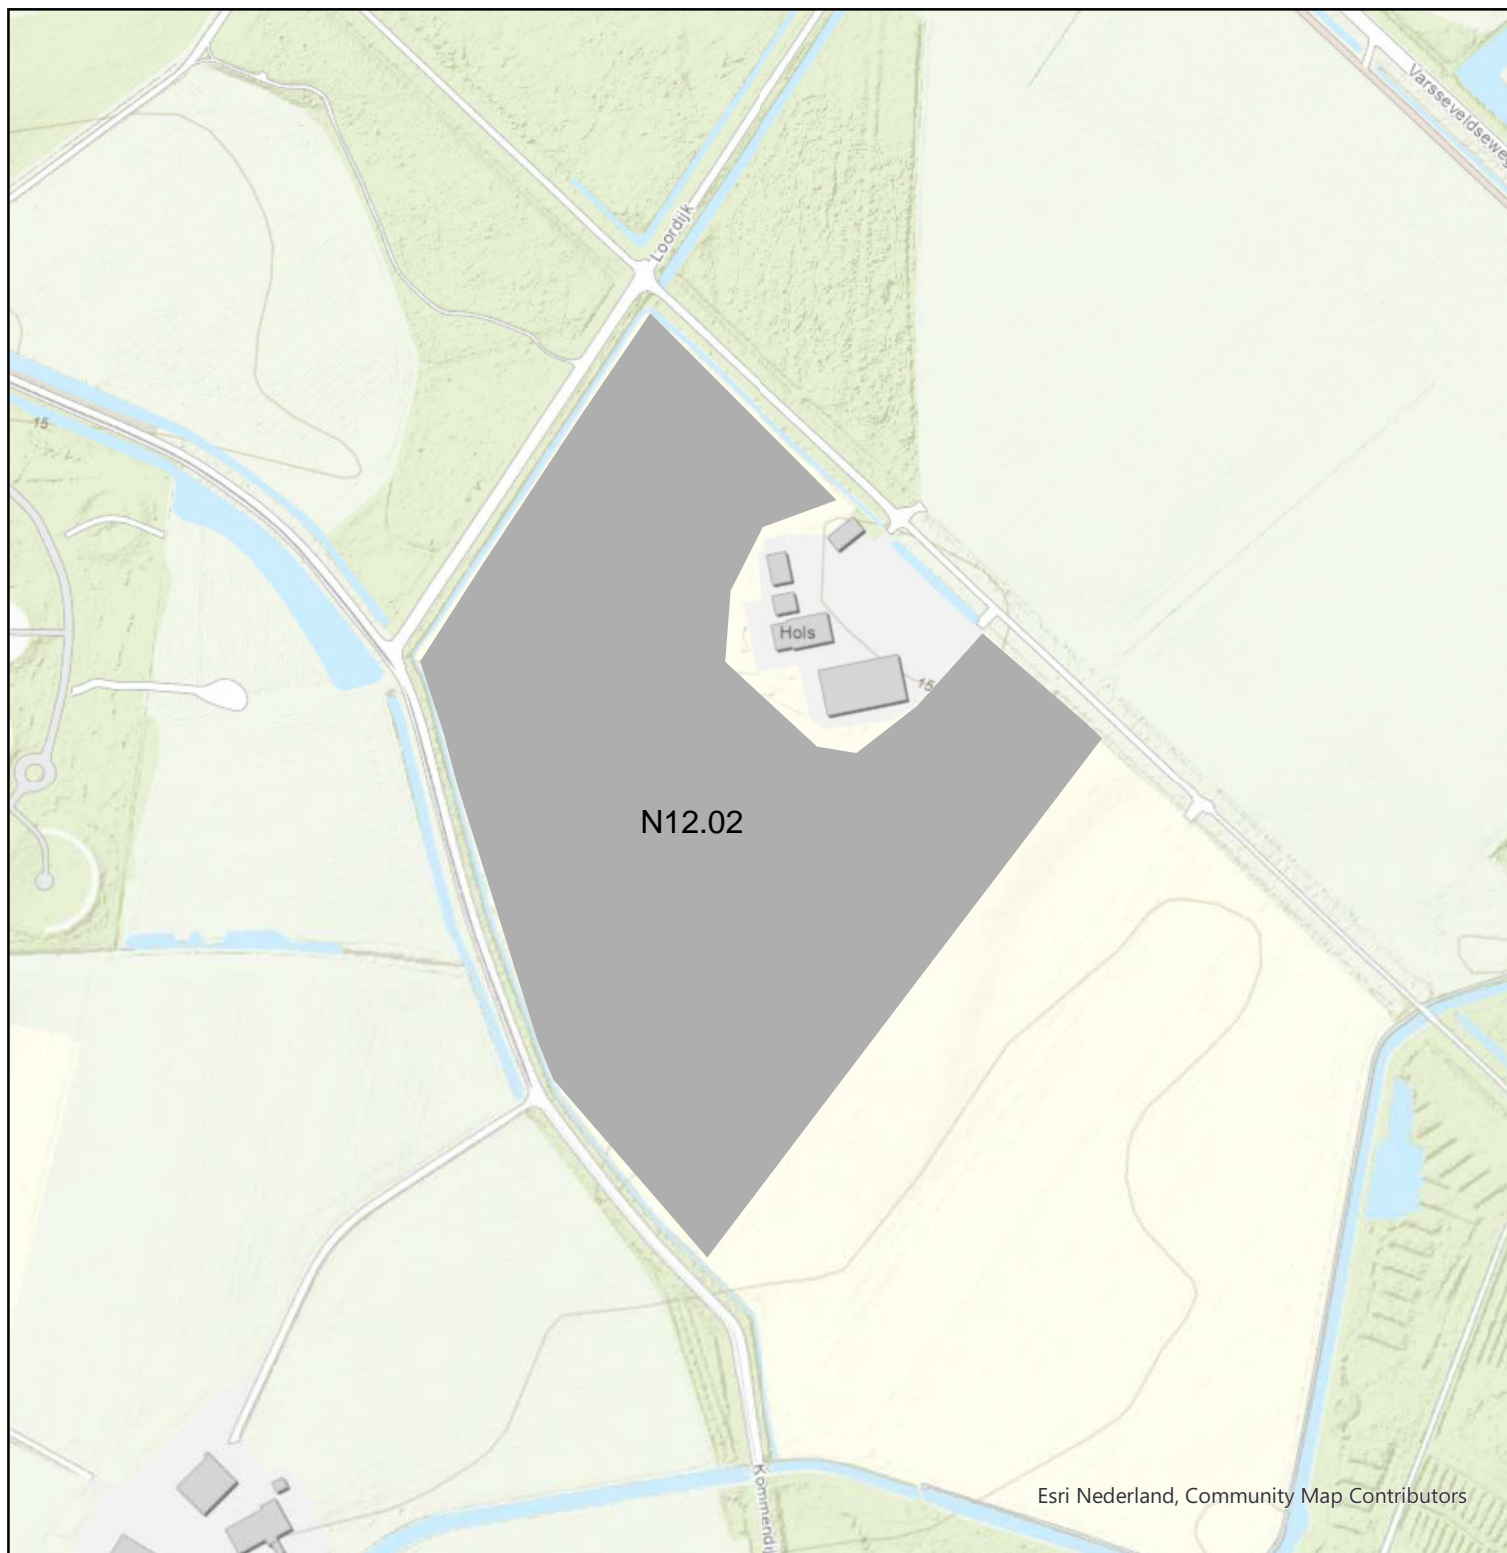 Varsseveldseweg
Loordijk
15
Hols
15
N12.02
Esri Nederland, Community Map Contributors